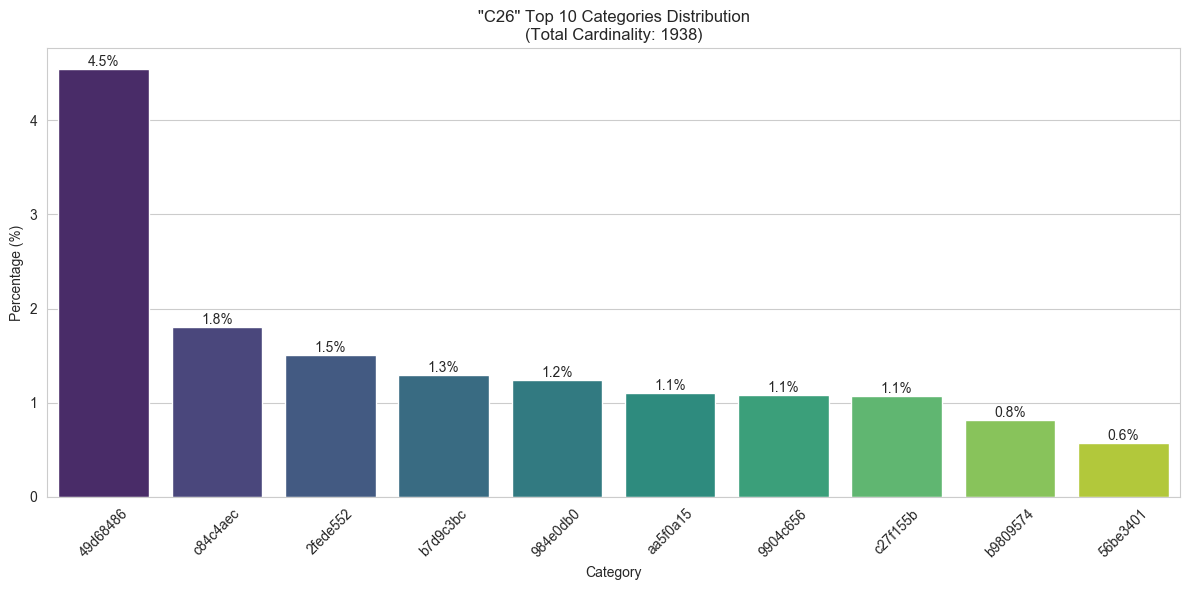 "C26" Top 10 Categories Distribution
(Total Cardinality: 1938)
Percentage (%)
4
3
2
1
0
4.5%
1.8%
1.5%
1.3%
1.2%
1.1%
1.1%
1.1%
0.8%
0.6%
49d68486
c84c4aec
2fede552
b7d9c3bc
984e0db0
aa5f0a15
9904c656
c27f155b
b9809574
56be3401
Category